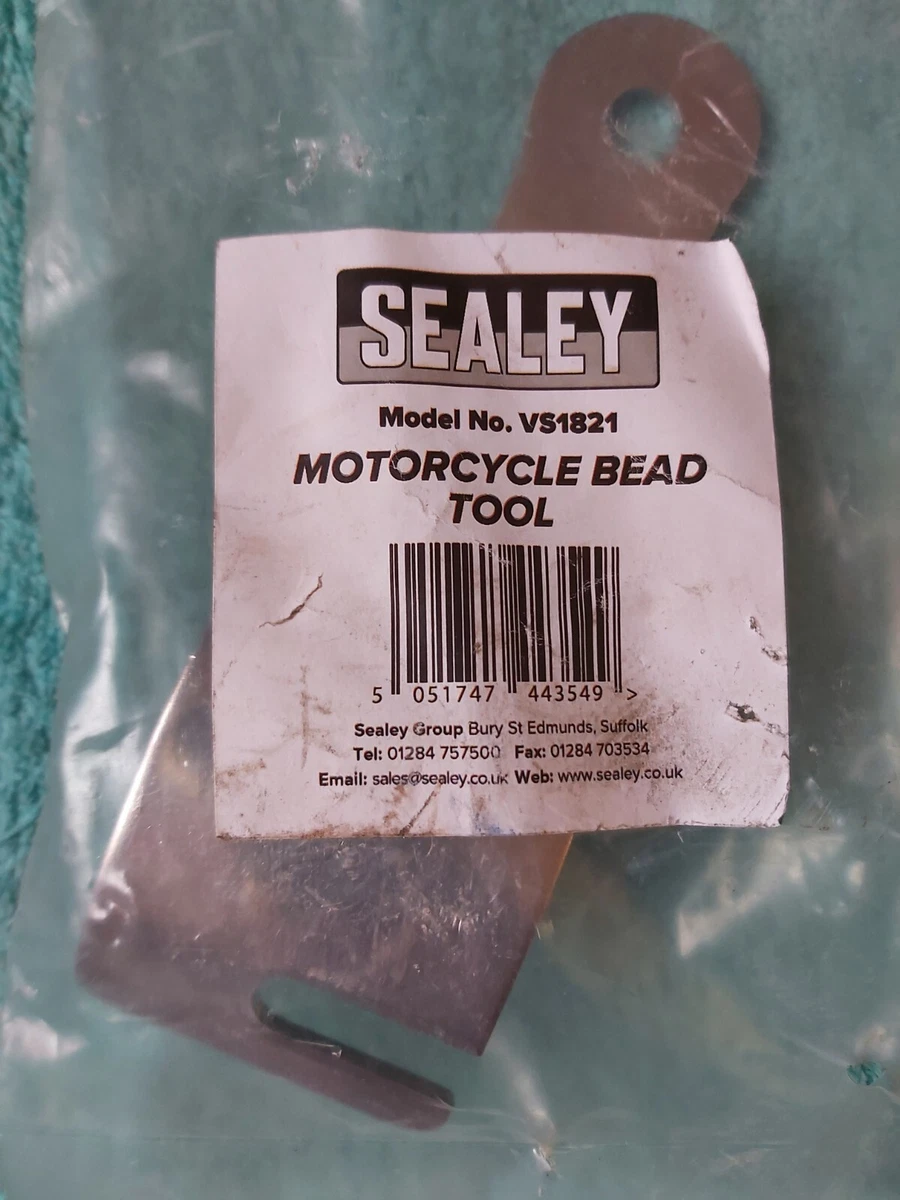 SEALEY
Model No. VS1821
MOTORCYCLE BEAD
TOOL
5 051747 443549 >
Sealey Group Bury St Edmunds, Suffolk
Tel: 01284 757500 Fax: 01284 703534
Email: sales@sealey.co.uk Web: www.sealey.co.uk